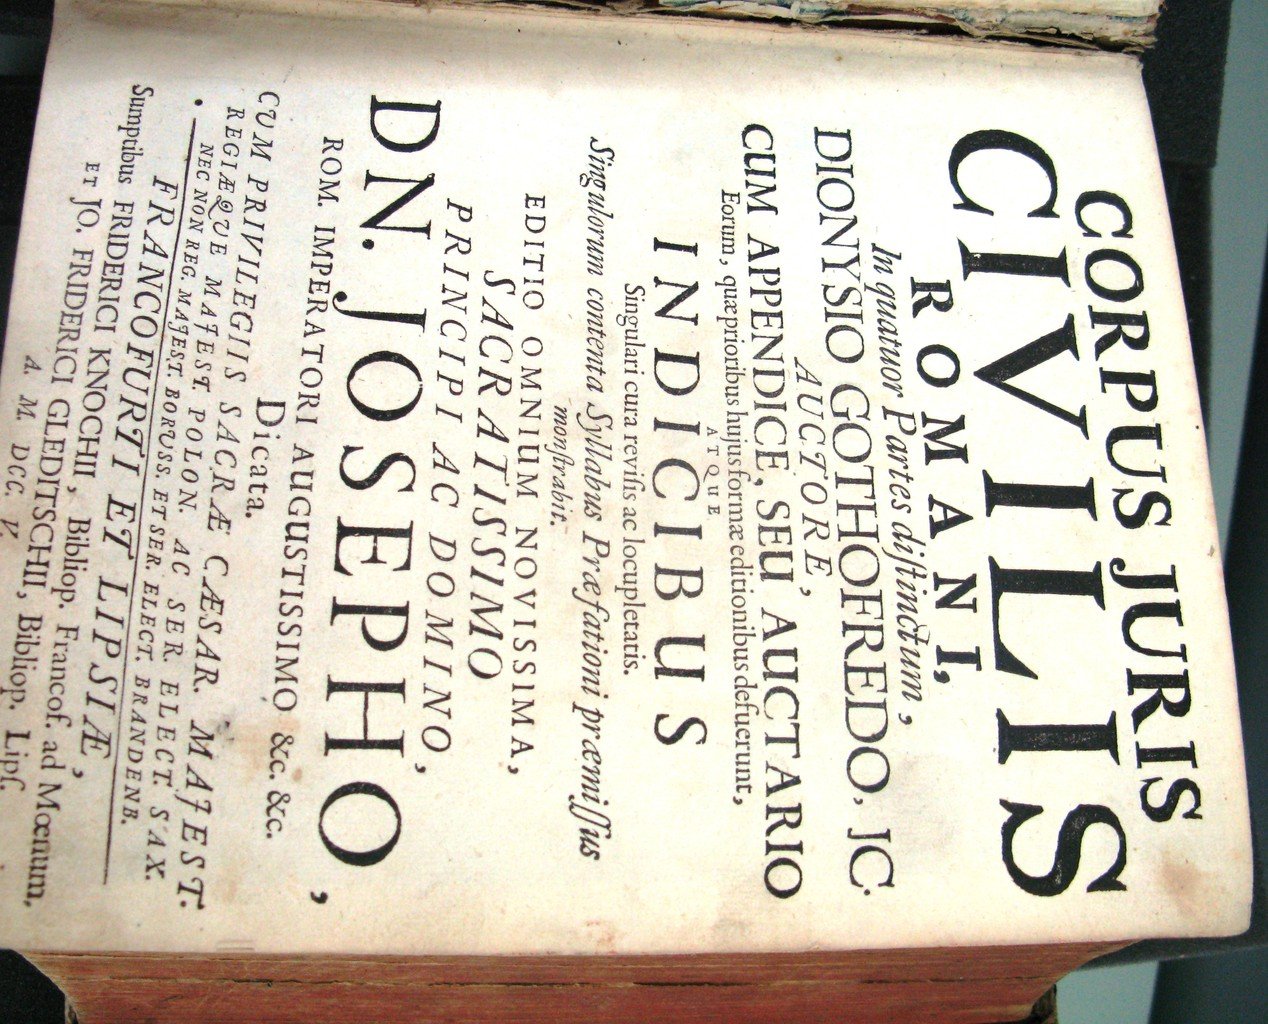 CORPUS JURIS
CIVILIS
ROMANI,
In quatuor Partes diſtinctum,
DIONYSIO GOTHOFREDO, JC.
AUCTORE,
CUM APPENDICE, SEU AUCTARIO
Eorum, quæ prioribus hujus formæ editionibus defuerunt,
ATQUE
INDICIBUS
Singulari cura reviſis ac locupletatis.
Singulorum contenta Syllabus Præfationi præmiſſus
monſtrabit.
EDITIO OMNIUM NOVISSIMA,
SACRATISSIMO
PRINCIPI AC DOMINO,
DN. JOSEPHO,
ROM. IMPERATORI AUGUSTISSIMO &c. &c.
Dicata.
CUM PRIVILEGIIS SACRÆ CÆSAR. MAJEST.
REGIÆQUE MAJEST. POLON. AC SER. ELECT. SAX.
NEC NON REG. MAJEST. BORUSS. ET SER. ELECT. BRANDENB.
FRANCOFURTI ET LIPSIÆ,
Sumptibus FRIDERICI KNOCHII, Bibliop. Francof. ad Mœnum,
ET JO. FRIDERICI GLEDITSCHII, Bibliop. Lipſ.
A. M. DCC. V.